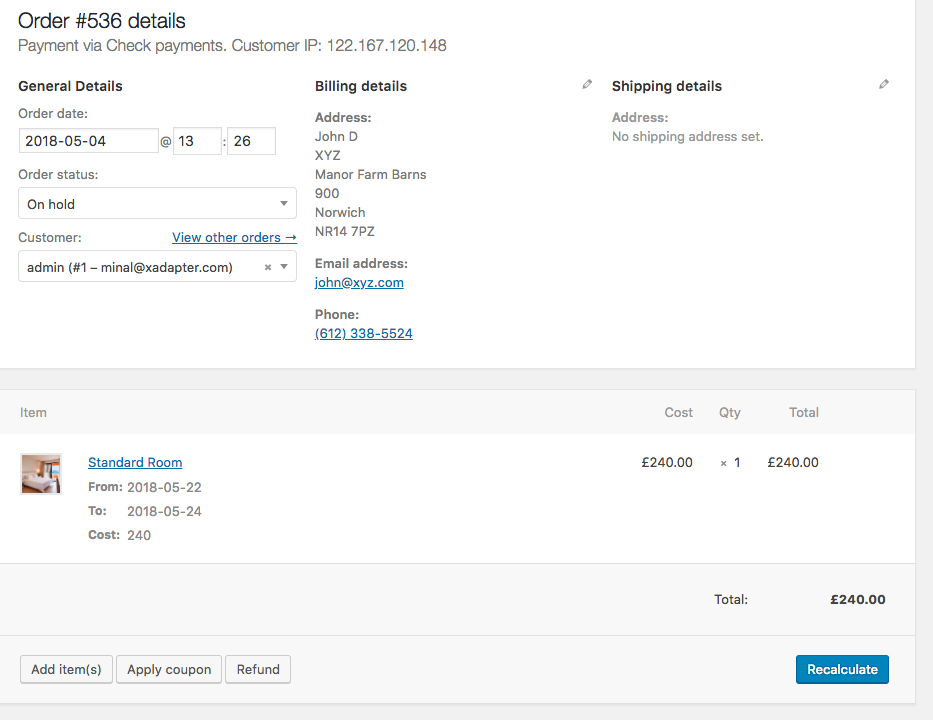 Order #536 details
Payment via Check payments. Customer IP: 122.167.120.148
General Details
Order date:
2018-05-04 @ 13 : 26
Order status:
On hold
Customer: View other orders →
admin (#1 – minal@xadapter.com) ×
Billing details
Address:
John D
XYZ
Manor Farm Barns
900
Norwich
NR14 7PZ
Email address:
john@xyz.com
Phone:
(612) 338-5524
Shipping details
Address:
No shipping address set.
Item Cost Qty Total
Standard Room £240.00 × 1 £240.00
From: 2018-05-22
To: 2018-05-24
Cost: 240
Total: £240.00
Add item(s) Apply coupon Refund Recalculate